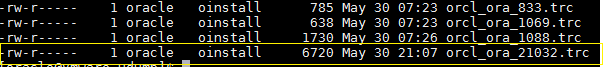 -rw-r----- 1 oracle oinstall 785 May 30 07:23 orcl_ora_833.trc
-rw-r----- 1 oracle oinstall 638 May 30 07:23 orcl_ora_1069.trc
-rw-r----- 1 oracle oinstall 1730 May 30 07:26 orcl_ora_1088.trc
-rw-r----- 1 oracle oinstall 6720 May 30 21:07 orcl_ora_21032.trc